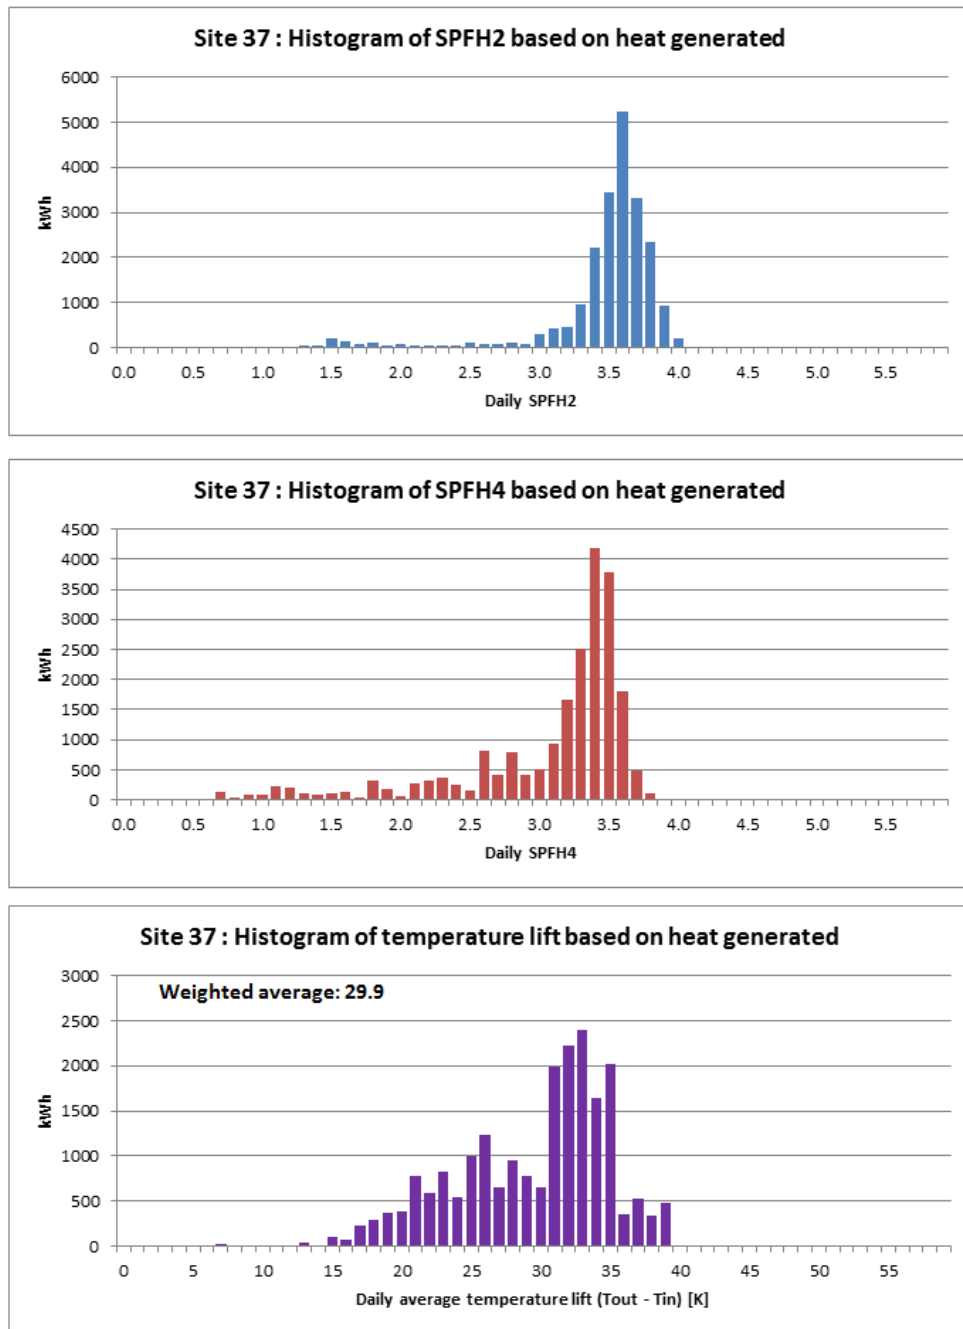 Site 37 : Histogram of SPFH2 based on heat generated
6000
5000
4000
3000
2000
1000
0
kWh
0.0 0.5 1.0 1.5 2.0 2.5 3.0 3.5 4.0 4.5 5.0 5.5
Daily SPFH2
Site 37 : Histogram of SPFH4 based on heat generated
4500
4000
3500
3000
2500
2000
1500
1000
500
0
kWh
0.0 0.5 1.0 1.5 2.0 2.5 3.0 3.5 4.0 4.5 5.0 5.5
Daily SPFH4
Site 37 : Histogram of temperature lift based on heat generated
Weighted average: 29.9
3000
2500
2000
1500
1000
500
0
kWh
0 5 10 15 20 25 30 35 40 45 50 55
Daily average temperature lift (Tout - Tin) [K]